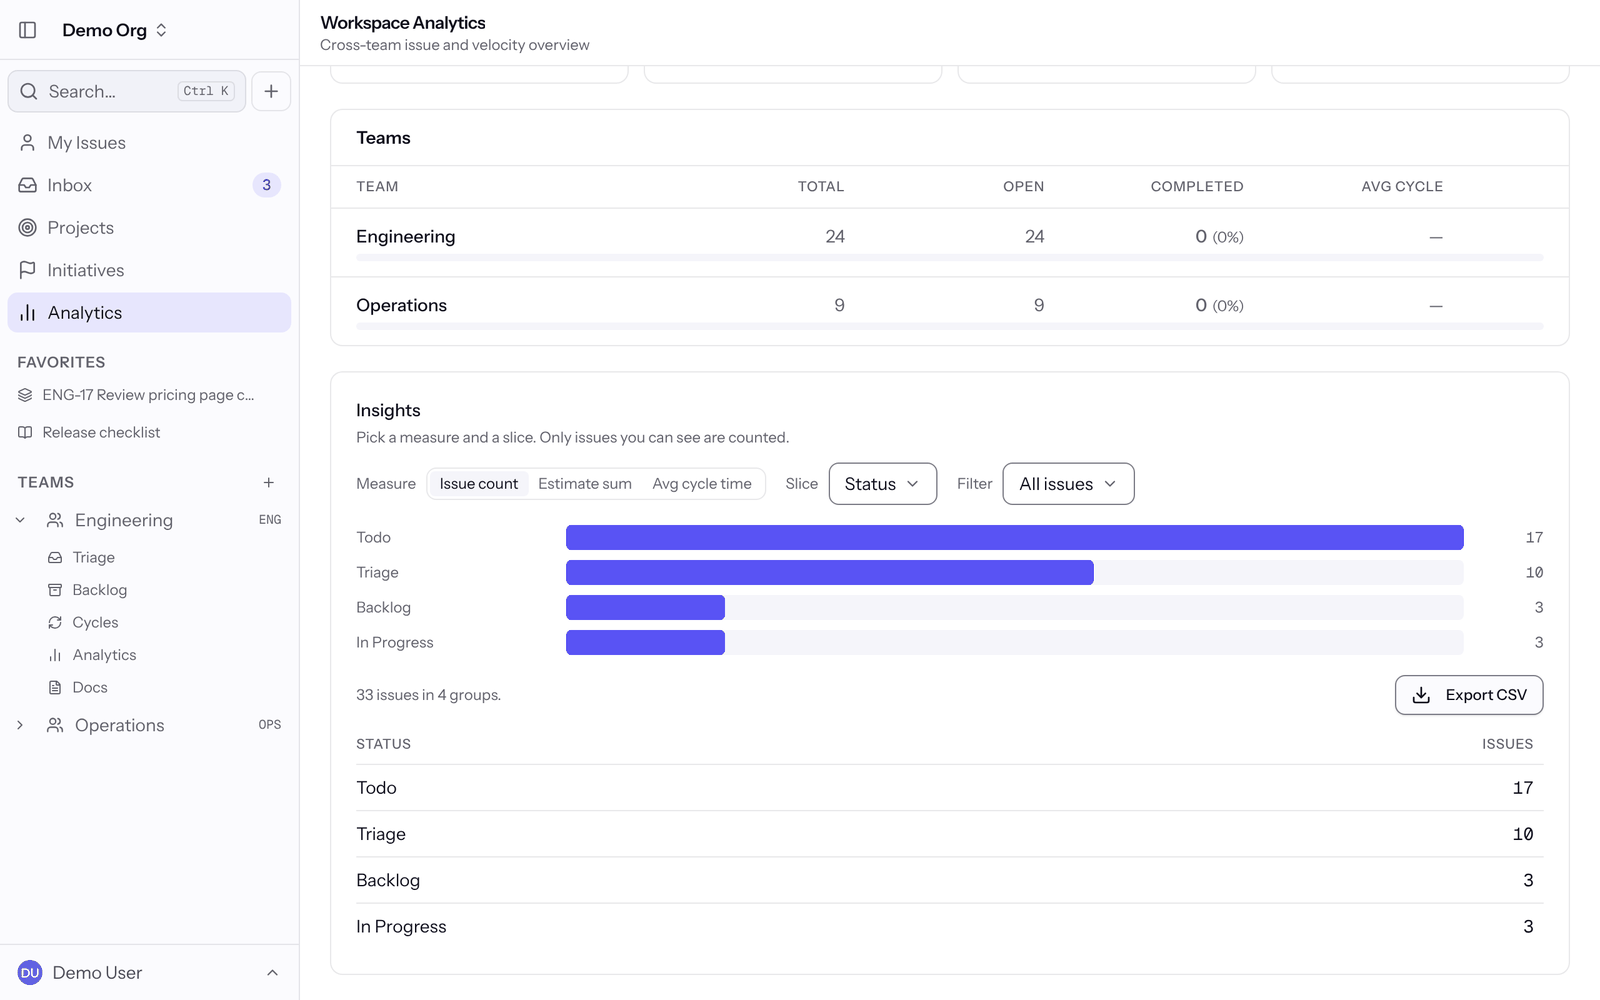 Demo Org
Search...
Ctrl K
My Issues
Inbox
3
Projects
Initiatives
Analytics
FAVORITES
ENG-17 Review pricing page c...
Release checklist
TEAMS
Engineering
ENG
Triage
Backlog
Cycles
Analytics
Docs
Operations
OPS
DU
Demo User
Workspace Analytics
Cross-team issue and velocity overview
Teams
TEAM TOTAL OPEN COMPLETED AVG CYCLE
Engineering 24 24 0 (0%) —
Operations 9 9 0 (0%) —
Insights
Pick a measure and a slice. Only issues you can see are counted.
Measure Issue count Estimate sum Avg cycle time Slice Status Filter All issues
Todo 17
Triage 10
Backlog 3
In Progress 3
33 issues in 4 groups.
Export CSV
STATUS ISSUES
Todo 17
Triage 10
Backlog 3
In Progress 3